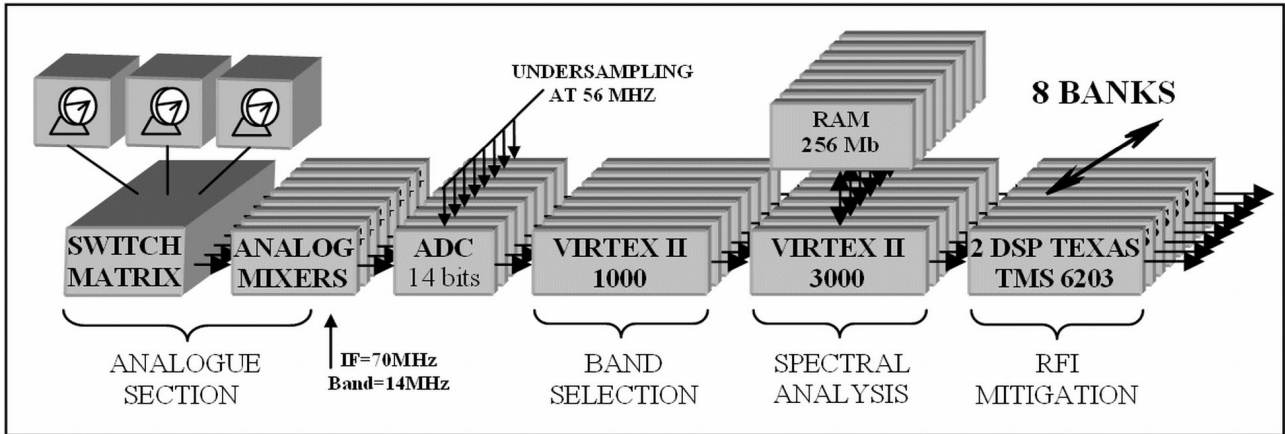 UNDERSAMPLING
AT 56 MHZ
8 BANKS
RAM
256 Mb
SWITCH
MATRIX
ANALOG
MIXERS
ADC
14 bits
VIRTEX II
1000
VIRTEX II
3000
2 DSP TEXAS
TMS 6203
ANALOGUE
SECTION
IF=70MHz
Band=14MHz
BAND
SELECTION
SPECTRAL
ANALYSIS
RFI
MITIGATION